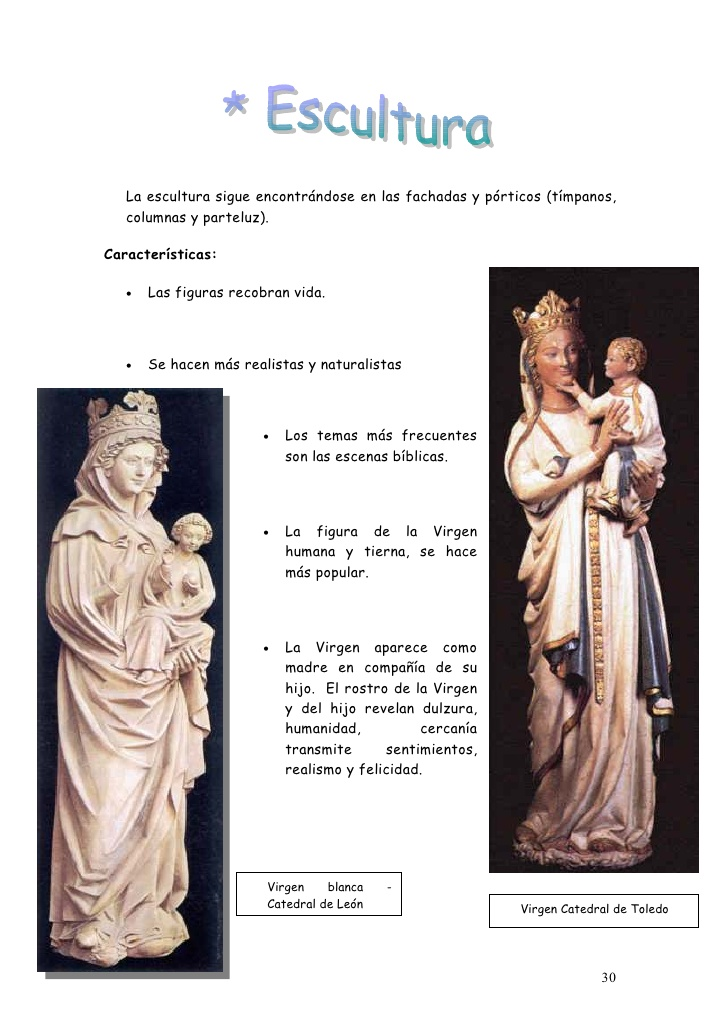 * Escultura
La escultura sigue encontrándose en las fachadas y pórticos (tímpanos,
columnas y parteluz).
Características:
• Las figuras recobran vida.
• Se hacen más realistas y naturalistas
• Los temas más frecuentes
son las escenas bíblicas.
• La figura de la Virgen
humana y tierna, se hace
más popular.
• La Virgen aparece como
madre en compañía de su
hijo. El rostro de la Virgen
y del hijo revelan dulzura,
humanidad, cercanía
transmite sentimientos,
realismo y felicidad.
Virgen blanca -
Catedral de León
Virgen Catedral de Toledo
30